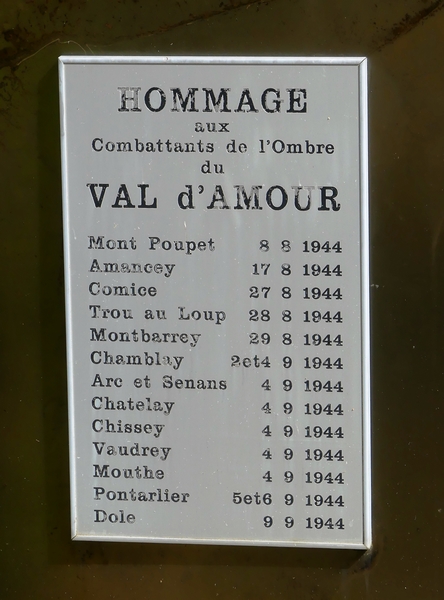 HOMMAGE
aux
Combattants de l'Ombre
du
VAL d'AMOUR
Mont Poupet 8 8 1944
Amancey 17 8 1944
Comice 27 8 1944
Trou au Loup 28 8 1944
Montbarrey 29 8 1944
Chamblay 2et4 9 1944
Arc et Senans 4 9 1944
Chatelay 4 9 1944
Chissey 4 9 1944
Vaudrey 4 9 1944
Mouthe 4 9 1944
Pontarlier 5et6 9 1944
Dole 9 9 1944